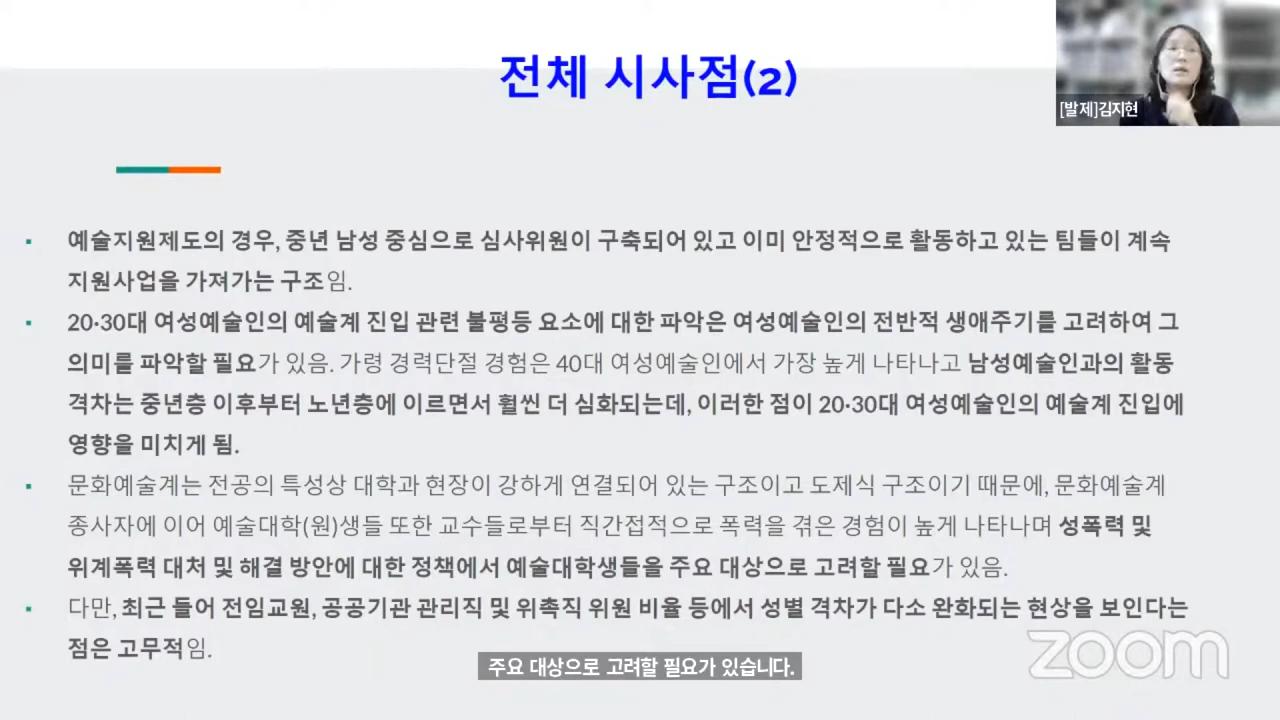 전체 시사점(2)
[발제]김지현
▪ 예술지원제도의 경우, 중년 남성 중심으로 심사위원이 구축되어 있고 이미 안정적으로 활동하고 있는 팀들이 계속
지원사업을 가져가는 구조임.
▪ 20·30대 여성예술인의 예술계 진입 관련 불평등 요소에 대한 파악은 여성예술인의 전반적 생애주기를 고려하여 그
의미를 파악할 필요가 있음. 가령 경력단절 경험은 40대 여성예술인에서 가장 높게 나타나고 남성예술인과의 활동
격차는 중년층 이후부터 노년층에 이르면서 훨씬 더 심화되는데, 이러한 점이 20·30대 여성예술인의 예술계 진입에
영향을 미치게 됨.
▪ 문화예술계는 전공의 특성상 대학과 현장이 강하게 연결되어 있는 구조이고 도제식 구조이기 때문에, 문화예술계
종사자에 이어 예술대학(원)생들 또한 교수들로부터 직간접적으로 폭력을 겪은 경험이 높게 나타나며 성폭력 및
위계폭력 대처 및 해결 방안에 대한 정책에서 예술대학생들을 주요 대상으로 고려할 필요가 있음.
▪ 다만, 최근 들어 전임교원, 공공기관 관리직 및 위촉직 위원 비율 등에서 성별 격차가 다소 완화되는 현상을 보인다는
점은 고무적임.
주요 대상으로 고려할 필요가 있습니다.
zoom